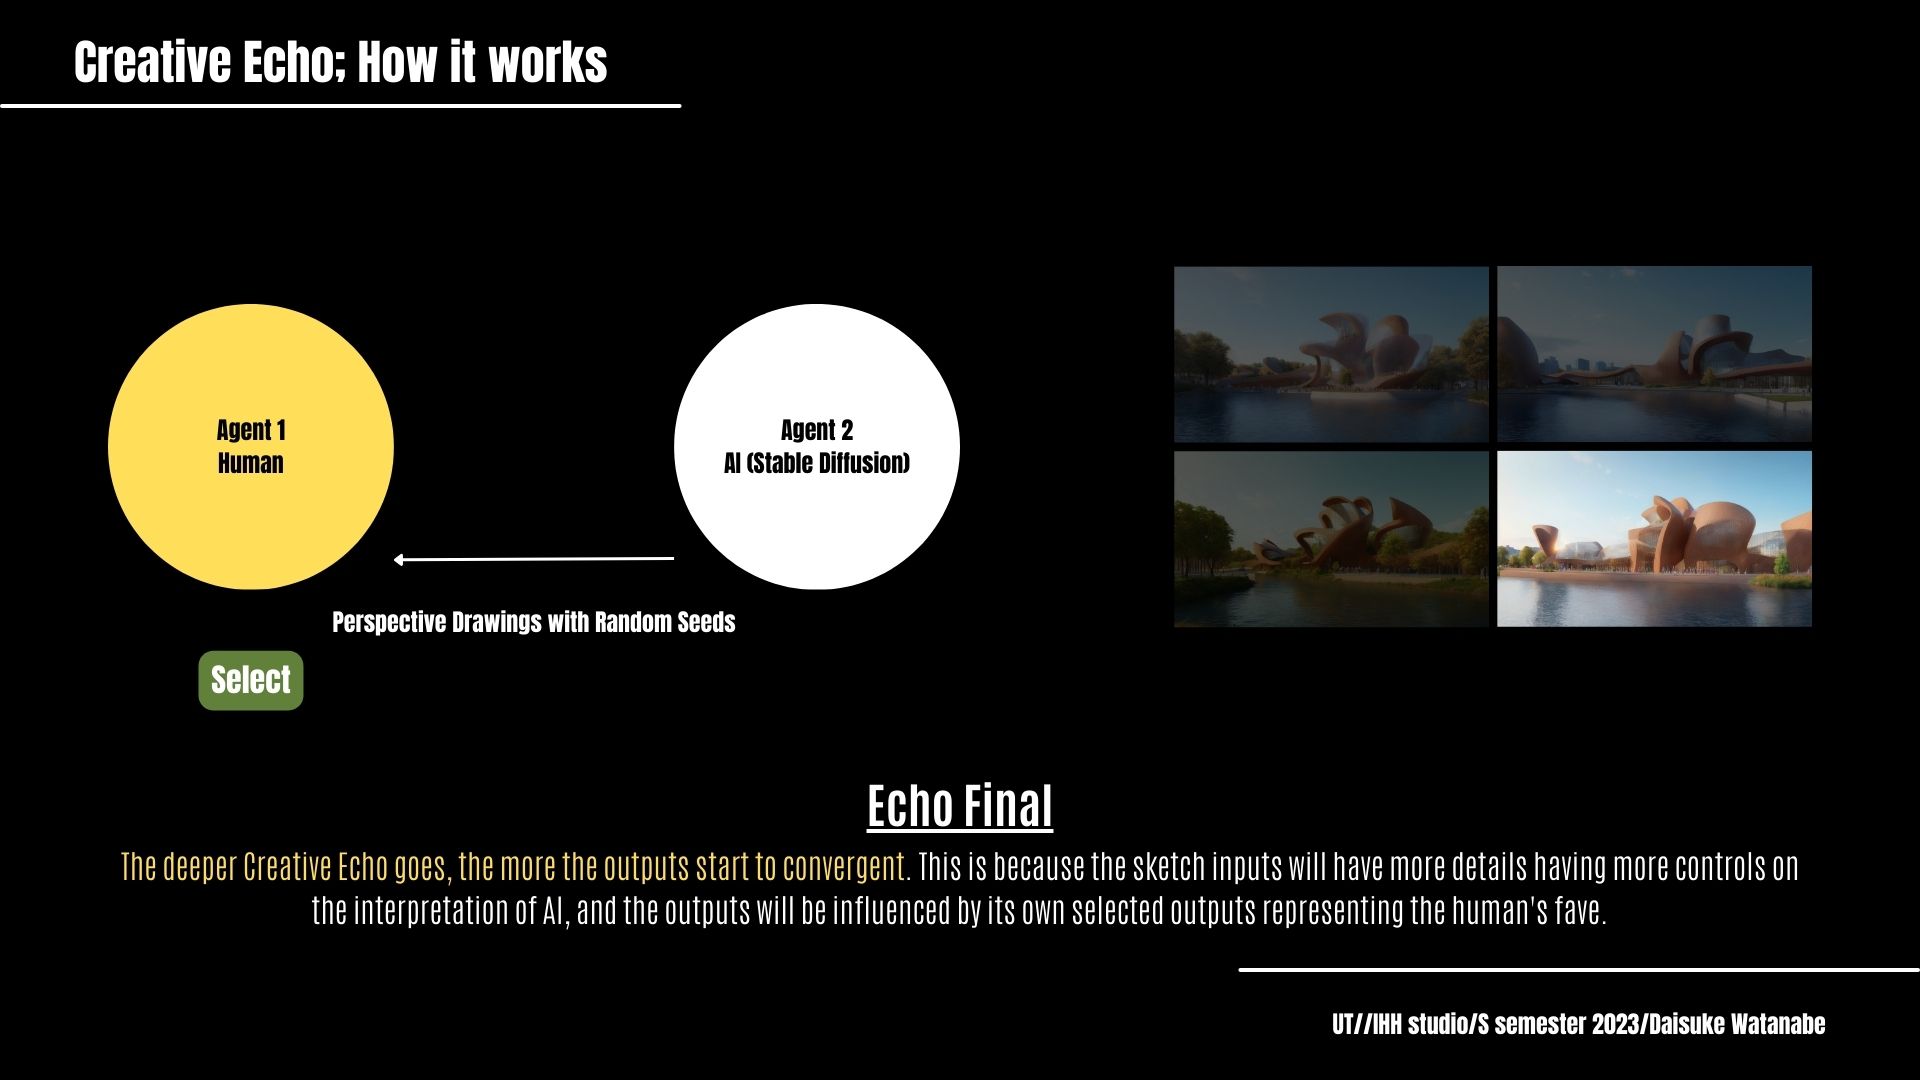 Creative Echo; How it works
Agent 1
Human
Agent 2
AI (Stable Diffusion)
Perspective Drawings with Random Seeds
Select
Echo Final
The deeper Creative Echo goes, the more the outputs start to convergent. This is because the sketch inputs will have more details having more controls on
the interpretation of AI, and the outputs will be influenced by its own selected outputs representing the human's fave.
UT//IHH studio/S semester 2023/Daisuke Watanabe